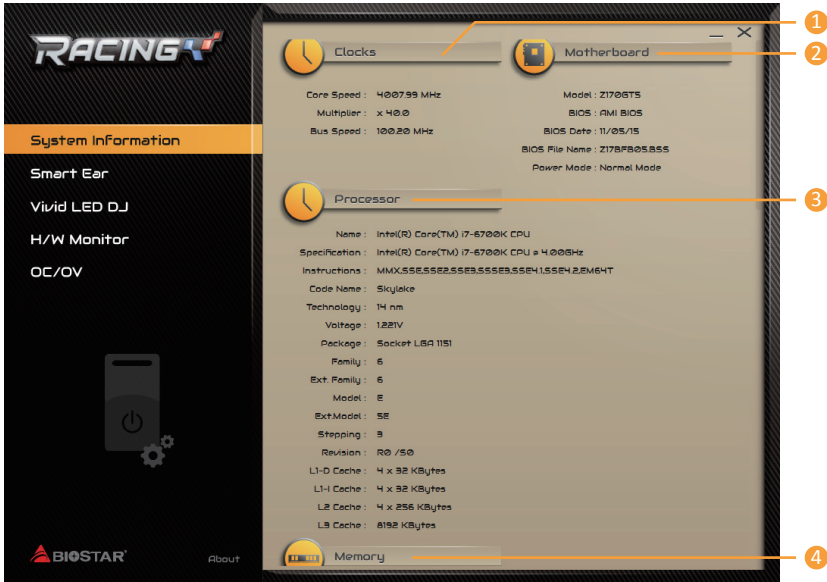 RACING
Clocks
Core Speed : 4007.99 MHz
Multiplier : x 40.0
Bus Speed : 100.20 MHz
Motherboard
Model : Z170GT5
BIOS : AMI BIOS
BIOS Date : 11/05/15
BIOS File Name : Z17BFB05.BSS
Power Mode : Normal Mode
1
2
System Information
Smart Ear
Vivid LED DJ
H/W Monitor
OC/OV
Processor
3
Name : Intel(R) Core(TM) i7-6700K CPU
Specification : Intel(R) Core(TM) i7-6700K CPU @ 4.00GHz
Instructions : MMX,SSE,SSE2,SSE3,SSSE3,SSE4.1,SSE4.2,EM64T
Code Name : Skylake
Technology : 14 nm
Voltage : 1.221V
Package : Socket LGA 1151
Family : 6
Ext. Family : 6
Model : E
Ext.Model : 5E
Stepping : 3
Revision : R0 /S0
L1-D Cache : 4 x 32 KBytes
L1-I Cache : 4 x 32 KBytes
L2 Cache : 4 x 256 KBytes
L3 Cache : 8192 KBytes
BIOSTAR
About
Memory
4